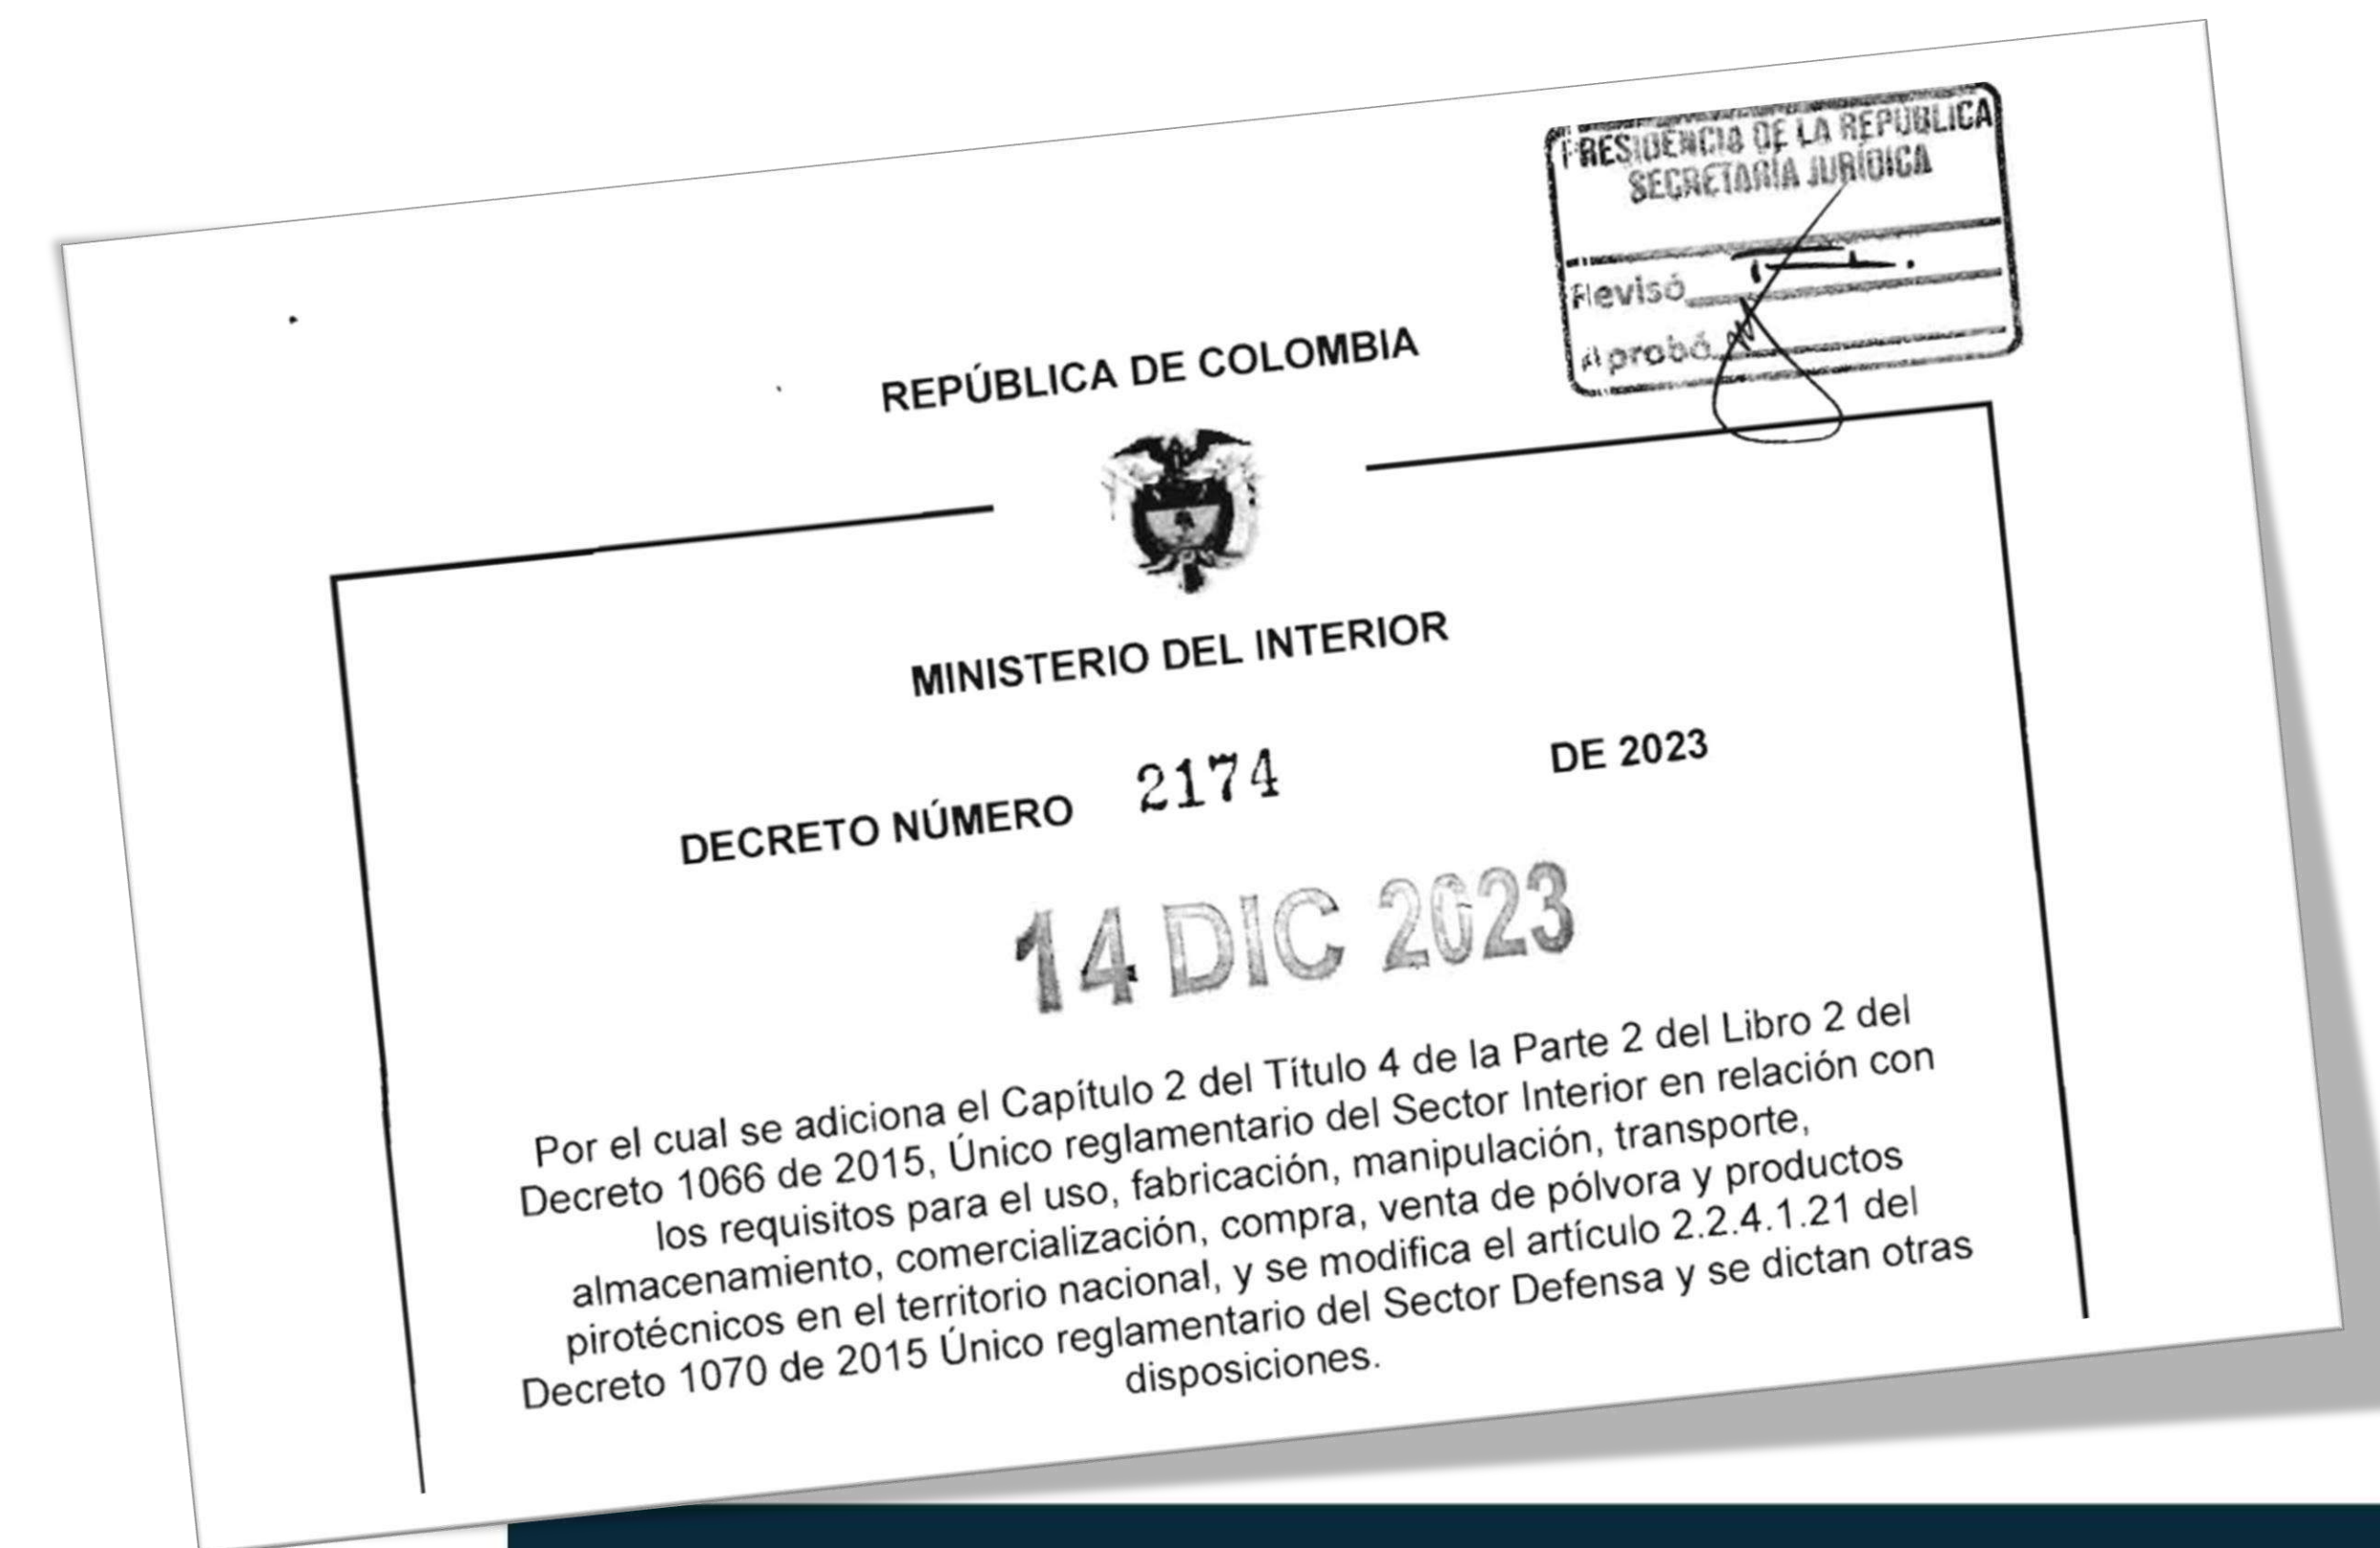 PRESIDENCIA DE LA REPÚBLICA
SECRETARÍA JURÍDICA
Revisó
Aprobó
REPÚBLICA DE COLOMBIA
MINISTERIO DEL INTERIOR
DECRETO NÚMERO 2174 DE 2023
14 DIC 2023
Por el cual se adiciona el Capítulo 2 del Título 4 de la Parte 2 del Libro 2 del
Decreto 1066 de 2015, Único reglamentario del Sector Interior en relación con
los requisitos para el uso, fabricación, manipulación, transporte,
almacenamiento, comercialización, compra, venta de pólvora y productos
pirotécnicos en el territorio nacional, y se modifica el artículo 2.2.4.1.21 del
Decreto 1070 de 2015 Único reglamentario del Sector Defensa y se dictan otras
disposiciones.